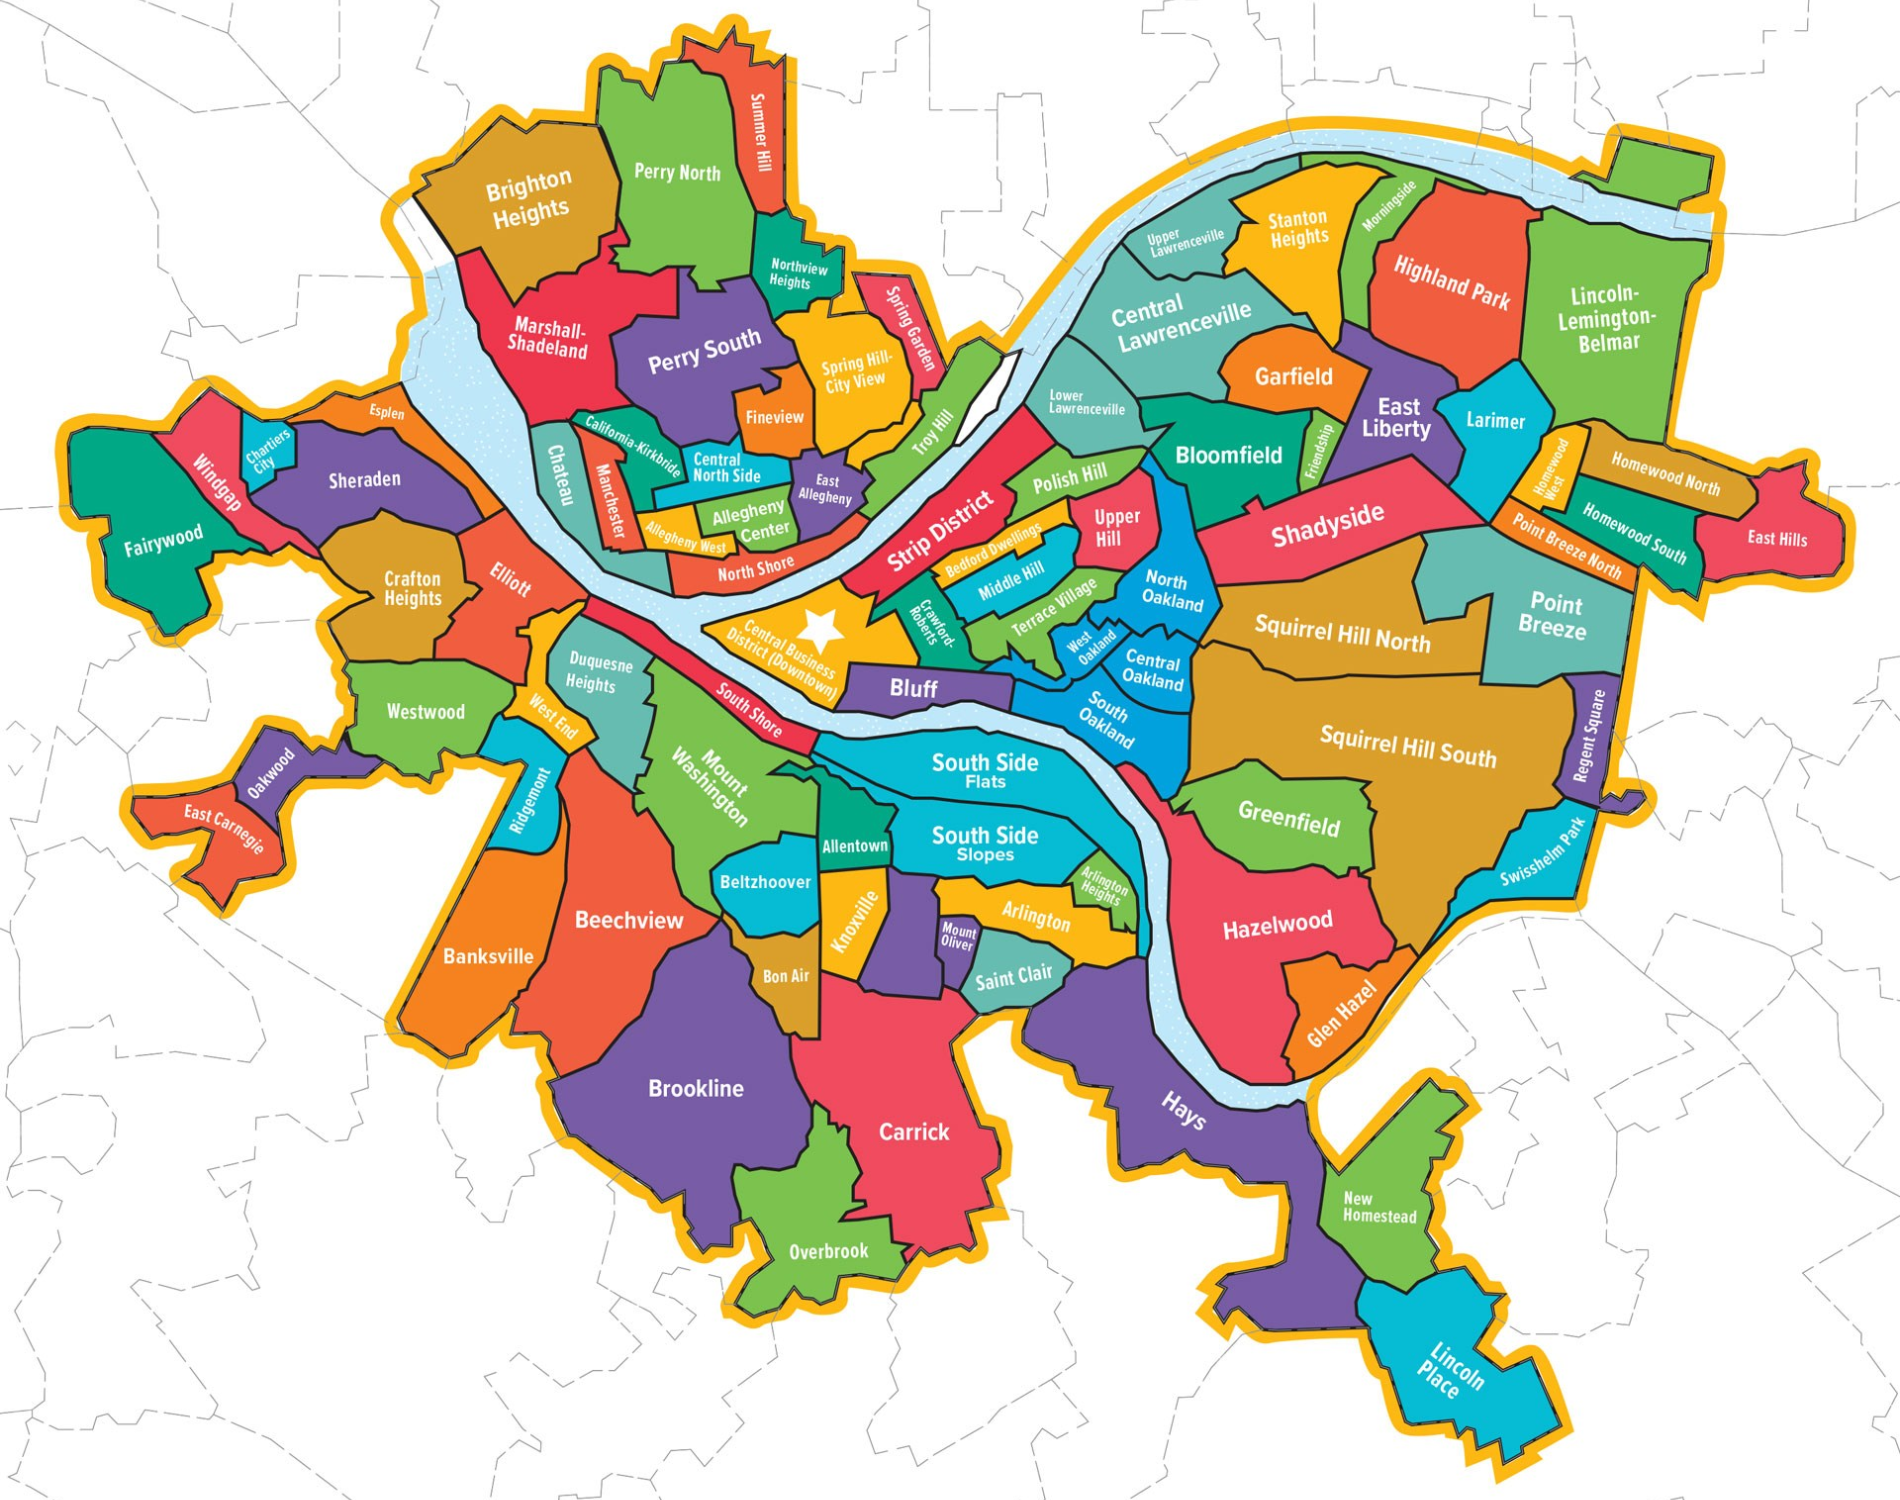 Summer Hill
Perry North
Brighton
Heights
Northview
Heights
Spring Garden
Marshall-
Shadeland
Perry South
Spring Hill-
City View
Fineview
Troy Hill
California-Kirkbride
Central
North Side
East
Allegheny
Chateau
Manchester
Allegheny
Center
Allegheny West
North Shore
Esplen
Chartiers
City
Windgap
Sheraden
Fairywood
Crafton
Heights
Elliott
Westwood
West End
Duquesne
Heights
Oakwood
East Carnegie
Ridgemont
Banksville
Beechview
Mount
Washington
South Shore
Upper
Lawrenceville
Stanton
Heights
Morningside
Highland Park
Lincoln-
Lemington-
Belmar
Central
Lawrenceville
Lower
Lawrenceville
Garfield
East
Liberty
Larimer
Bloomfield
Friendship
Homewood
West
Homewood North
Homewood South
East Hills
Point Breeze North
Shadyside
Point
Breeze
Squirrel Hill North
Squirrel Hill South
Regent Square
Swisshelm Park
Strip District
Polish Hill
Upper
Hill
Bedford Dwellings
Middle Hill
Terrace Village
Crawford-
Roberts
North
Oakland
West
Oakland
Central
Oakland
South
Oakland
Central Business
District (Downtown)
Bluff
South Side
Flats
South Side
Slopes
Allentown
Beltzhoover
Knoxville
Arlington
Heights
Arlington
Mount
Oliver
Saint Clair
Bon Air
Brookline
Carrick
Overbrook
Greenfield
Hazelwood
Glen Hazel
Hays
New
Homestead
Lincoln
Place